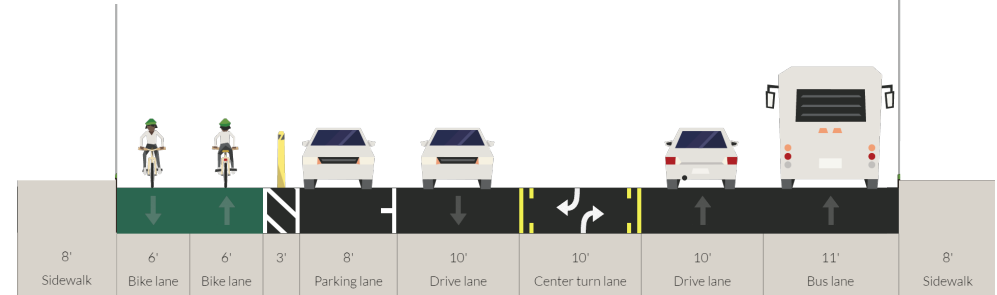 8'
Sidewalk
6'
Bike lane
6'
Bike lane
3'
8'
Parking lane
10'
Drive lane
10'
Center turn lane
10'
Drive lane
11'
Bus lane
8'
Sidewalk